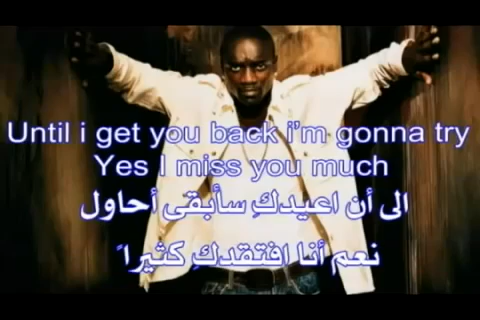 Until i get you back i'm gonna try
Yes I miss you much
الى أن اعيدكِ سأبقى أحاول
نعم أنا افتقدكِ كثيرا ً